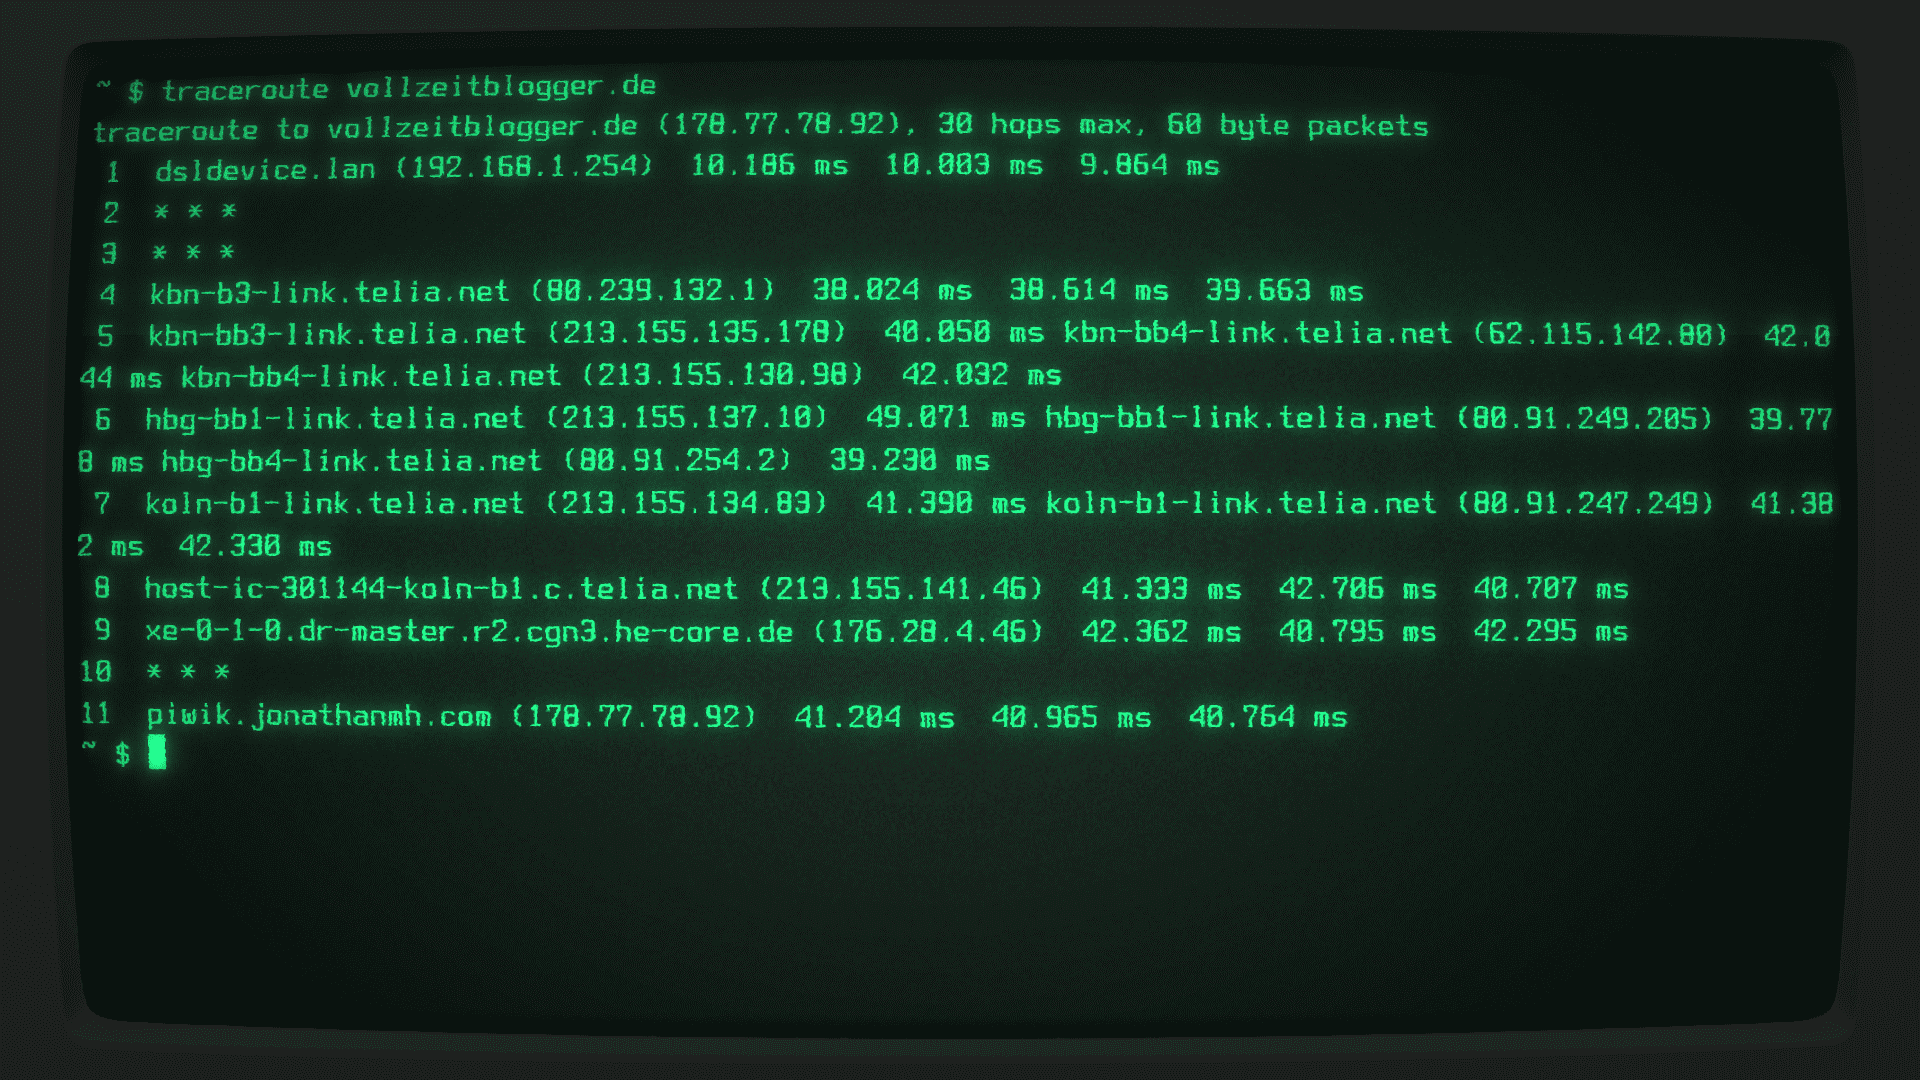 ~ $ traceroute vollzeitblogger.de
traceroute to vollzeitblogger.de (178.77.78.92), 30 hops max, 60 byte packets
 1  dsldevice.lan (192.168.1.254)  10.186 ms  10.003 ms  9.864 ms
 2  * * *
 3  * * *
 4  kbn-b3-link.telia.net (80.239.132.1)  38.024 ms  38.614 ms  39.663 ms
 5  kbn-bb3-link.telia.net (213.155.135.178)  40.050 ms kbn-bb4-link.telia.net (62.115.142.80)  42.0
44 ms kbn-bb4-link.telia.net (213.155.130.98)  42.032 ms
 6  hbg-bb1-link.telia.net (213.155.137.10)  49.071 ms hbg-bb1-link.telia.net (80.91.249.205)  39.77
8 ms hbg-bb4-link.telia.net (80.91.254.2)  39.230 ms
 7  koln-b1-link.telia.net (213.155.134.83)  41.390 ms koln-b1-link.telia.net (80.91.247.249)  41.38
2 ms  42.330 ms
 8  host-ic-301144-koln-b1.c.telia.net (213.155.141.46)  41.333 ms  42.706 ms  40.707 ms
 9  xe-0-1-0.dr-master.r2.cgn3.he-core.de (176.28.4.46)  42.362 ms  40.795 ms  42.295 ms
10  * * *
11  piwik.jonathanmh.com (178.77.78.92)  41.204 ms  40.965 ms  40.764 ms
~ $